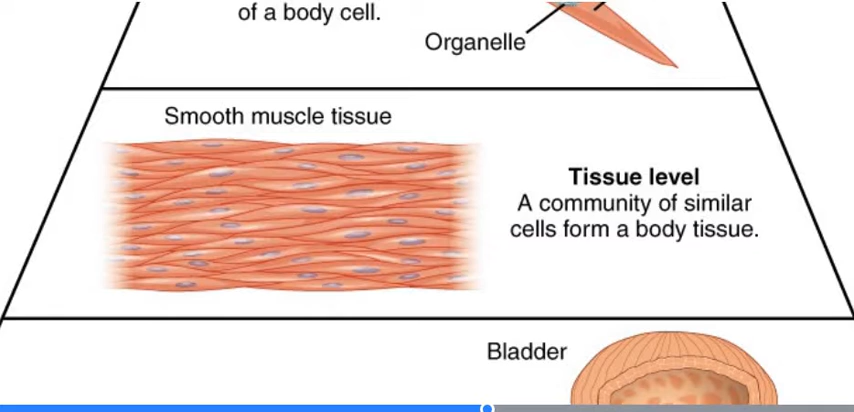 of a body cell.
Organelle
Smooth muscle tissue
Tissue level
A community of similar
cells form a body tissue.
Bladder